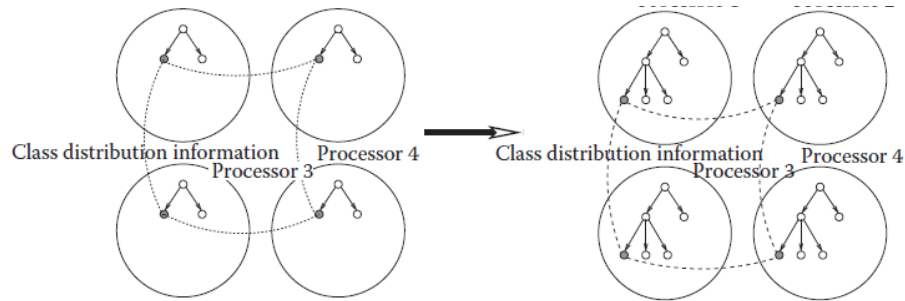 Class distribution information
Processor 4
Processor 3
Class distribution information
Processor 4
Processor 3